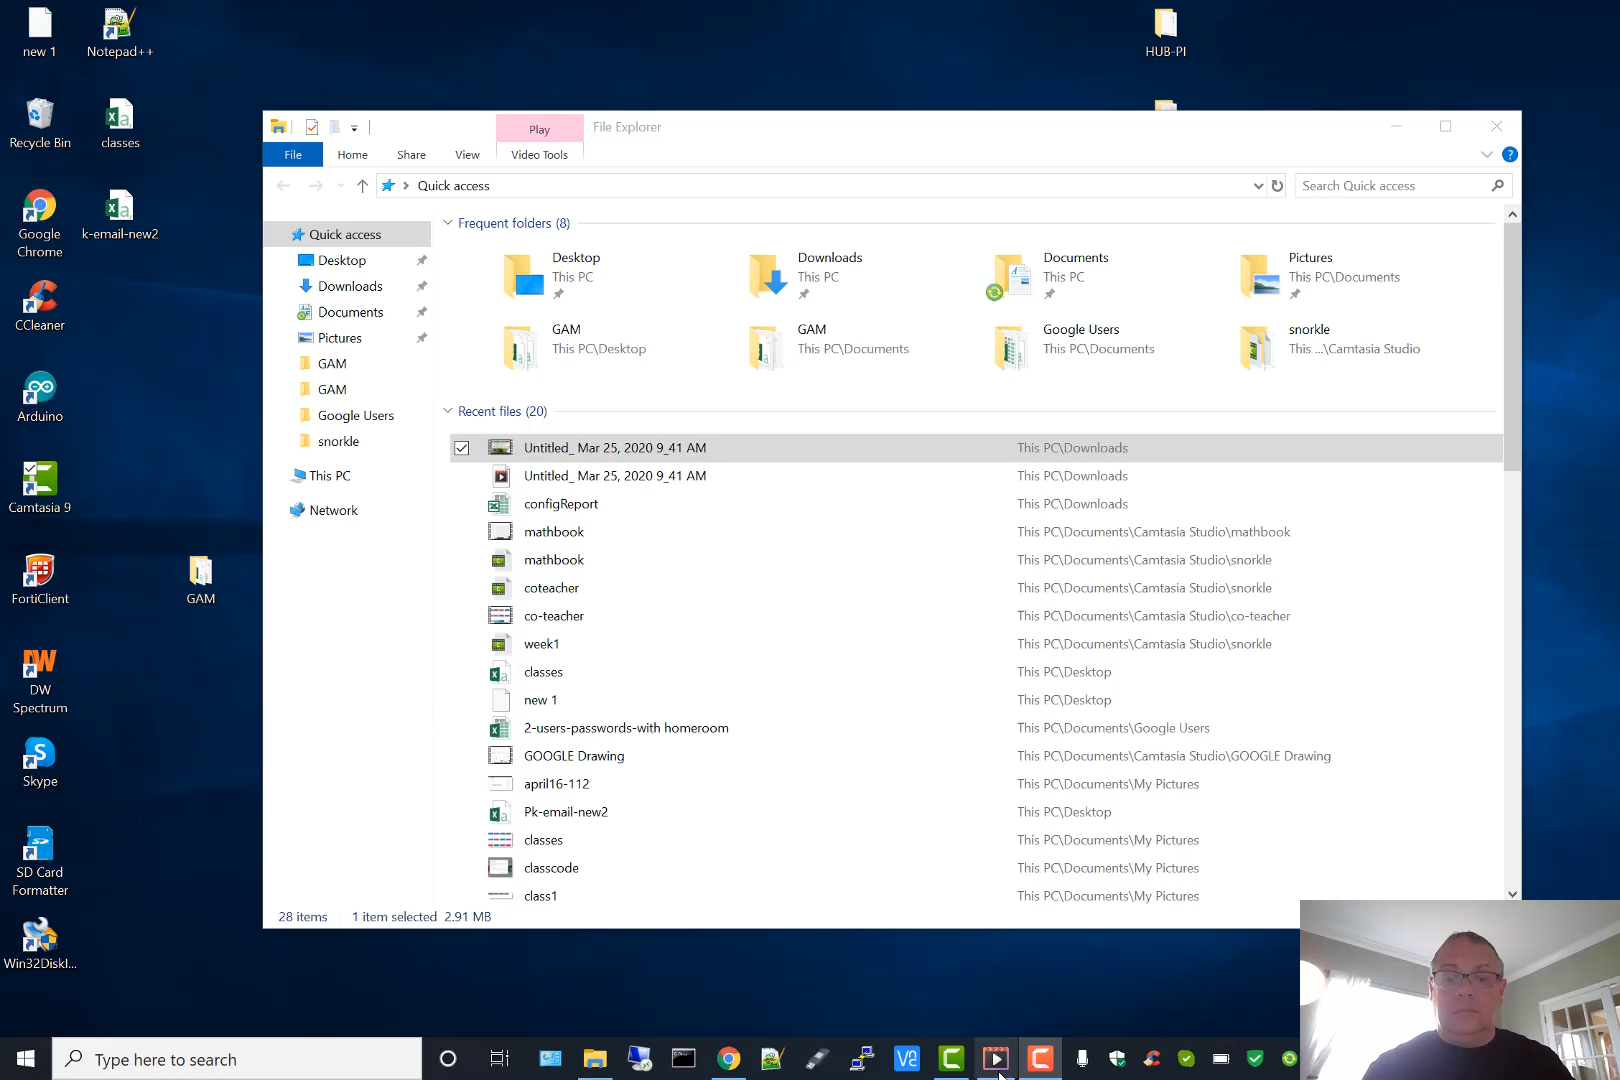 new 1
Notepad++
HUB-PI
Recycle Bin
classes
Google
Chrome
k-email-new2
CCleaner
Arduino
Camtasia 9
FortiClient
GAM
DW
Spectrum
Skype
SD Card
Formatter
Win32DiskI...
Play
File Explorer
File
Home
Share
View
Video Tools
Quick access
Search Quick access
Quick access
Desktop
Downloads
Documents
Pictures
GAM
GAM
Google Users
snorkle
This PC
Network
Frequent folders (8)
Desktop
This PC
Downloads
This PC
Documents
This PC
Pictures
This PC\Documents
GAM
This PC\Desktop
GAM
This PC\Documents
Google Users
This PC\Documents
snorkle
This ...\Camtasia Studio
Recent files (20)
Untitled_ Mar 25, 2020 9_41 AM This PC\Downloads
Untitled_ Mar 25, 2020 9_41 AM This PC\Downloads
configReport This PC\Downloads
mathbook This PC\Documents\Camtasia Studio\mathbook
mathbook This PC\Documents\Camtasia Studio\snorkle
coteacher This PC\Documents\Camtasia Studio\snorkle
co-teacher This PC\Documents\Camtasia Studio\co-teacher
week1 This PC\Documents\Camtasia Studio\snorkle
classes This PC\Desktop
new 1 This PC\Desktop
2-users-passwords-with homeroom This PC\Documents\Google Users
GOOGLE Drawing This PC\Documents\Camtasia Studio\GOOGLE Drawing
april16-112 This PC\Documents\My Pictures
Pk-email-new2 This PC\Desktop
classes This PC\Documents\My Pictures
classcode This PC\Documents\My Pictures
class1 This PC\Documents\My Pictures
28 items 1 item selected 2.91 MB
Type here to search